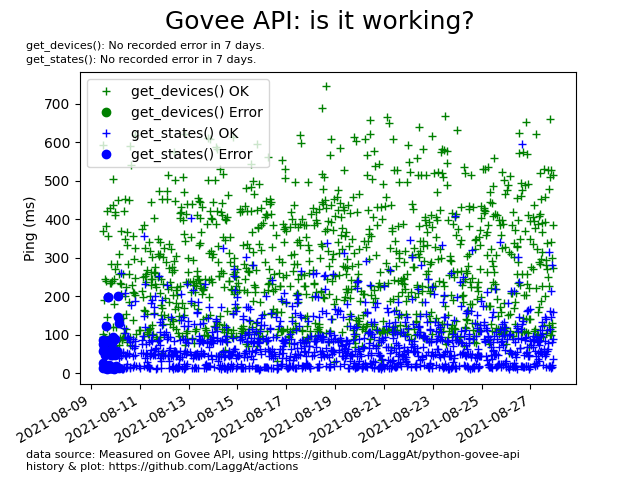 Govee API: is it working?
get_devices(): No recorded error in 7 days.
get_states(): No recorded error in 7 days.
get_devices() OK
get_devices() Error
get_states() OK
get_states() Error
Ping (ms)
700
600
500
400
300
200
100
0
2021-08-09
2021-08-11
2021-08-13
2021-08-15
2021-08-17
2021-08-19
2021-08-21
2021-08-23
2021-08-25
2021-08-27
data source: Measured on Govee API, using https://github.com/LaggAt/python-govee-api
history & plot: https://github.com/LaggAt/actions